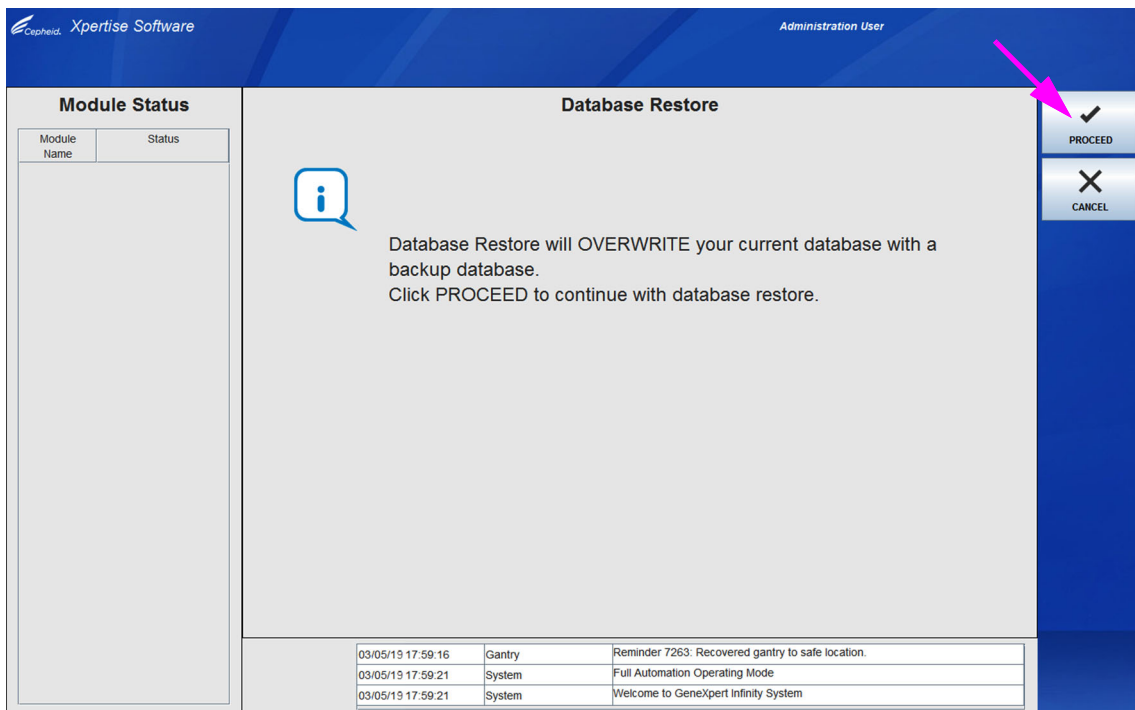 Cepheid. Xpertise Software
Administration User
Module Status
Module Name
Status
Database Restore
PROCEED
CANCEL
i
Database Restore will OVERWRITE your current database with a
backup database.
Click PROCEED to continue with database restore.
03/05/19 17:59:16 Gantry Reminder 7263: Recovered gantry to safe location.
03/05/19 17:59:21 System Full Automation Operating Mode
03/05/19 17:59:21 System Welcome to GeneXpert Infinity System